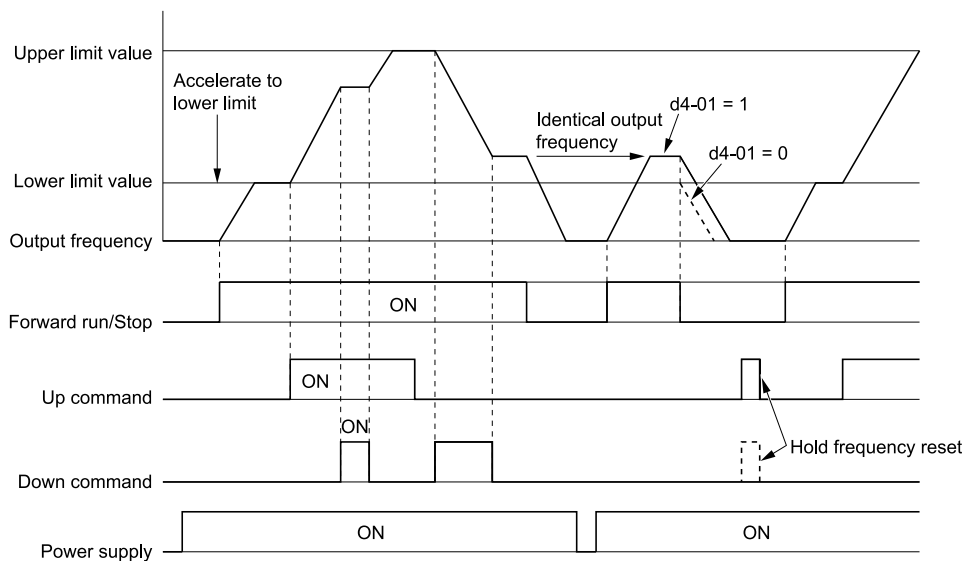 Upper limit value
Accelerate to
lower limit
d4-01 = 1
Identical output
frequency
d4-01 = 0
Lower limit value
Output frequency
ON
Forward run/Stop
ON
Up command
ON
Hold frequency reset
Down command
ON
ON
Power supply